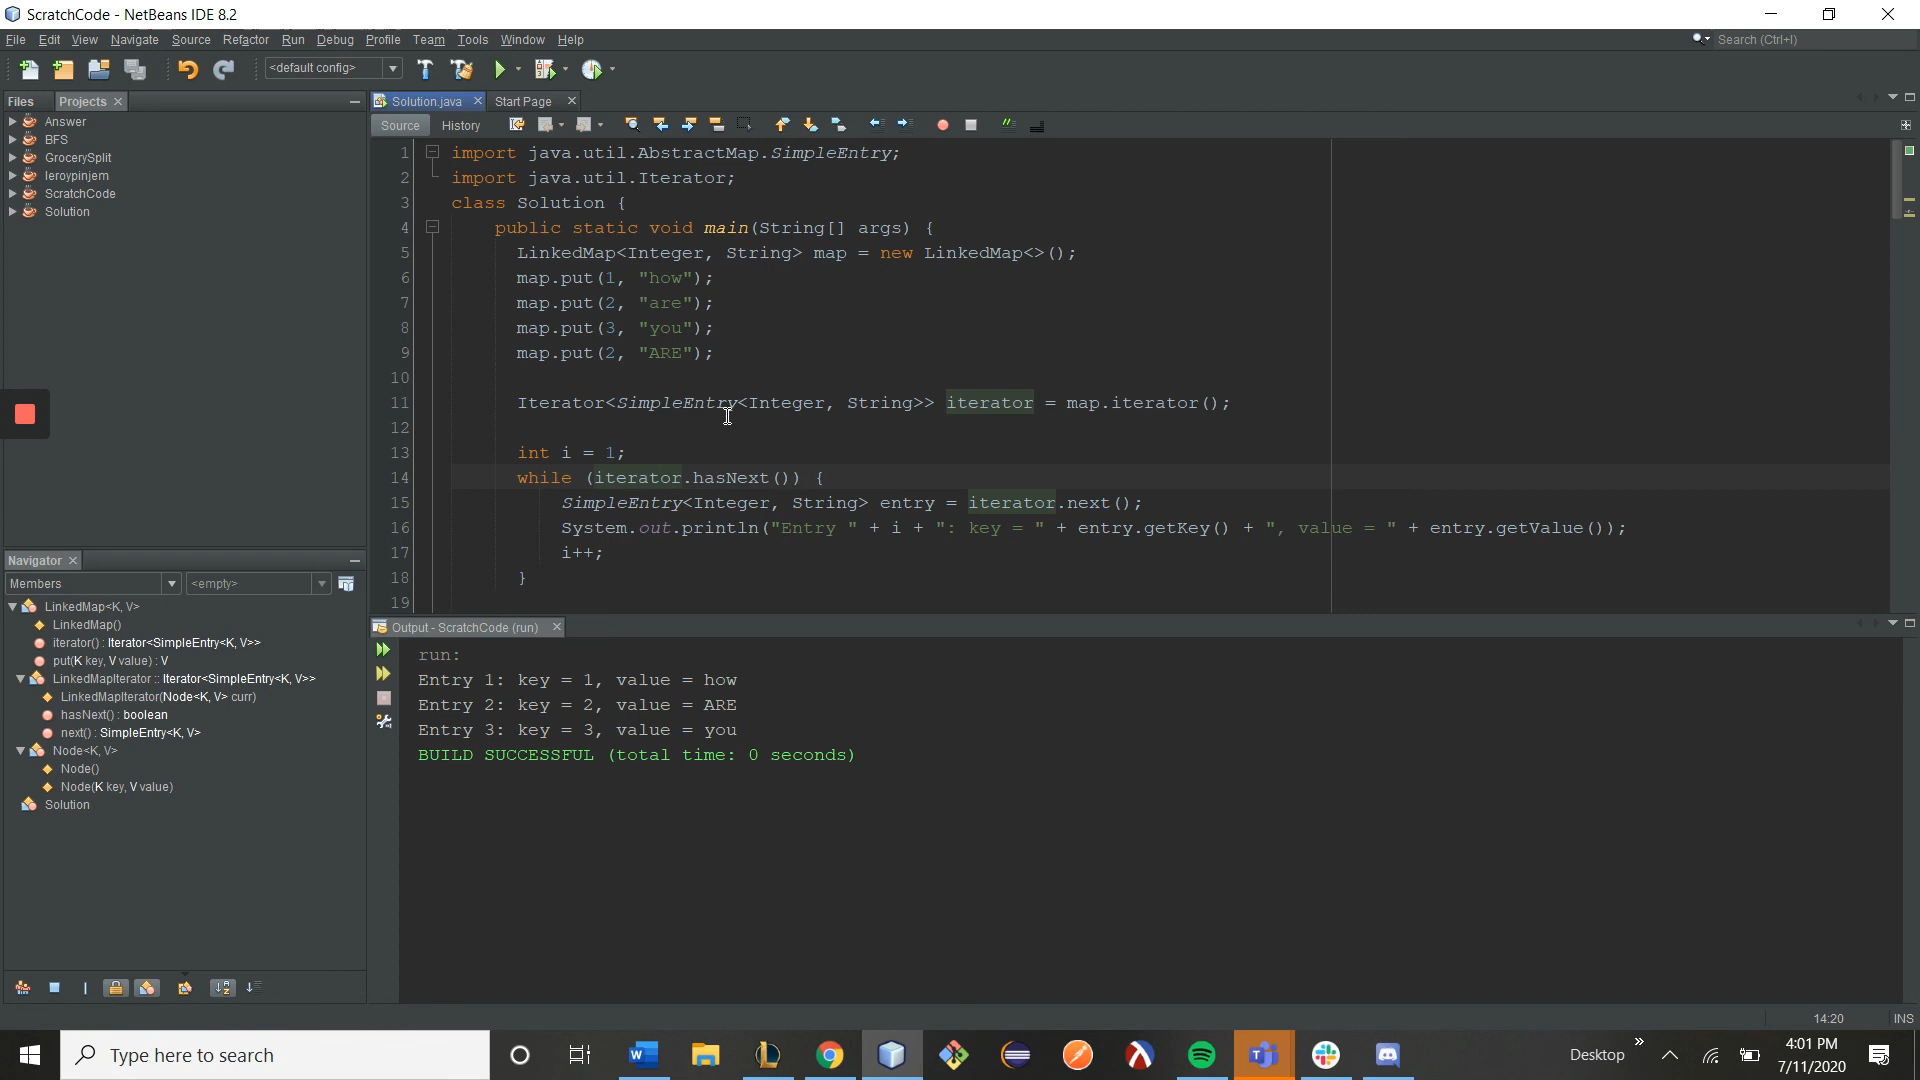 ScratchCode - NetBeans IDE 8.2
File Edit View Navigate Source Refactor Run Debug Profile Team Tools Window Help
Search (Ctrl+I)
<default config>
Files Projects
Solution.java Start Page
Source History
Answer
BFS
GrocerySplit
leroypinjem
ScratchCode
Solution
1 import java.util.AbstractMap.SimpleEntry;
2 import java.util.Iterator;
3 class Solution {
4 public static void main(String[] args) {
5 LinkedMap<Integer, String> map = new LinkedMap<>();
6 map.put(1, "how");
7 map.put(2, "are");
8 map.put(3, "you");
9 map.put(2, "ARE");
10
11 Iterator<SimpleEntry<Integer, String>> iterator = map.iterator();
12
13 int i = 1;
14 while (iterator.hasNext()) {
15 SimpleEntry<Integer, String> entry = iterator.next();
16 System.out.println("Entry " + i + ": key = " + entry.getKey() + ", value = " + entry.getValue());
17 i++;
18 }
19
Navigator
Members <empty>
LinkedMap<K, V>
LinkedMap()
iterator() : Iterator<SimpleEntry<K, V>>
put(K key, V value) : V
LinkedMapIterator :: Iterator<SimpleEntry<K, V>>
LinkedMapIterator(Node<K, V> curr)
hasNext() : boolean
next() : SimpleEntry<K, V>
Node<K, V>
Node()
Node(K key, V value)
Solution
Output - ScratchCode (run)
run:
Entry 1: key = 1, value = how
Entry 2: key = 2, value = ARE
Entry 3: key = 3, value = you
BUILD SUCCESSFUL (total time: 0 seconds)
14:20 INS
Type here to search
Desktop
4:01 PM
7/11/2020